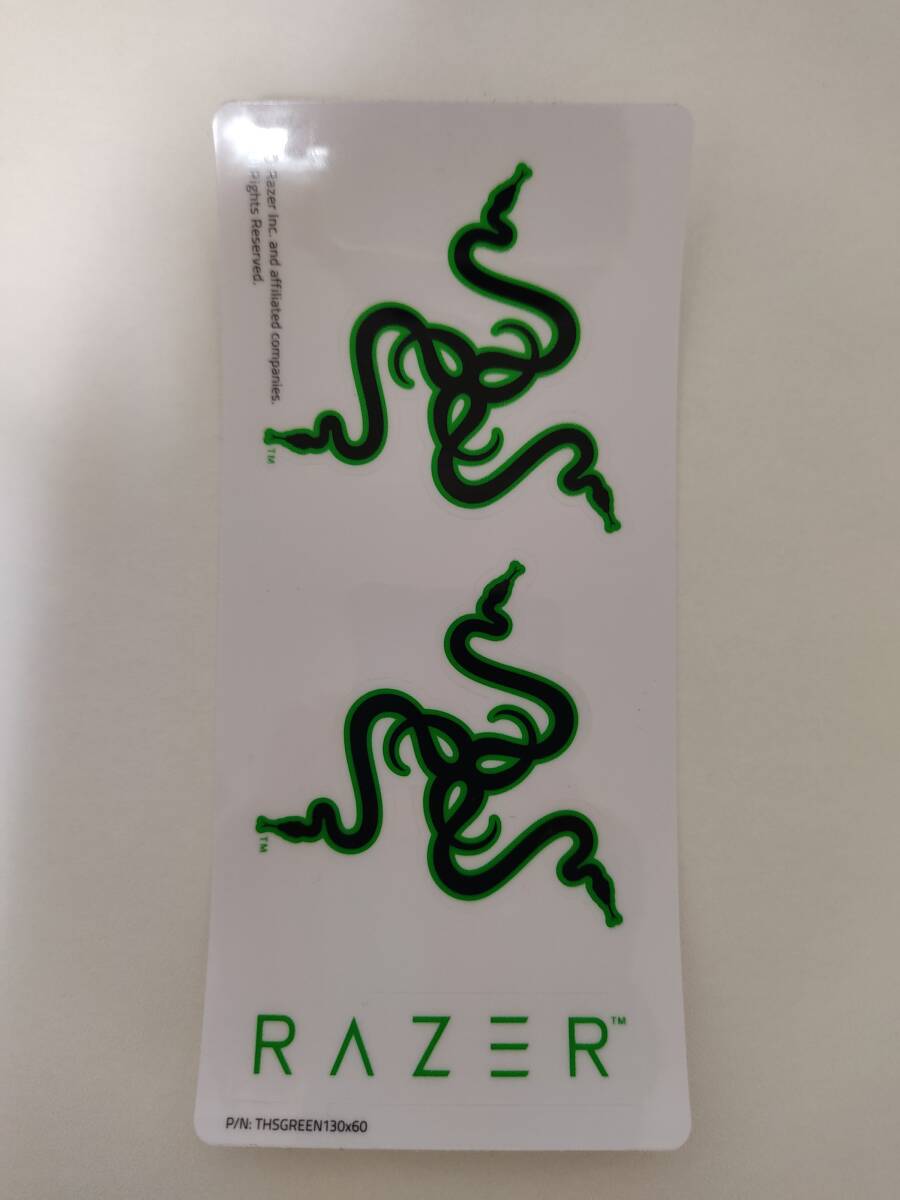 Razer Inc. and affiliated companies.
Rights Reserved.
TM
TM
RAZER™
P/N: THSGREEN130x60